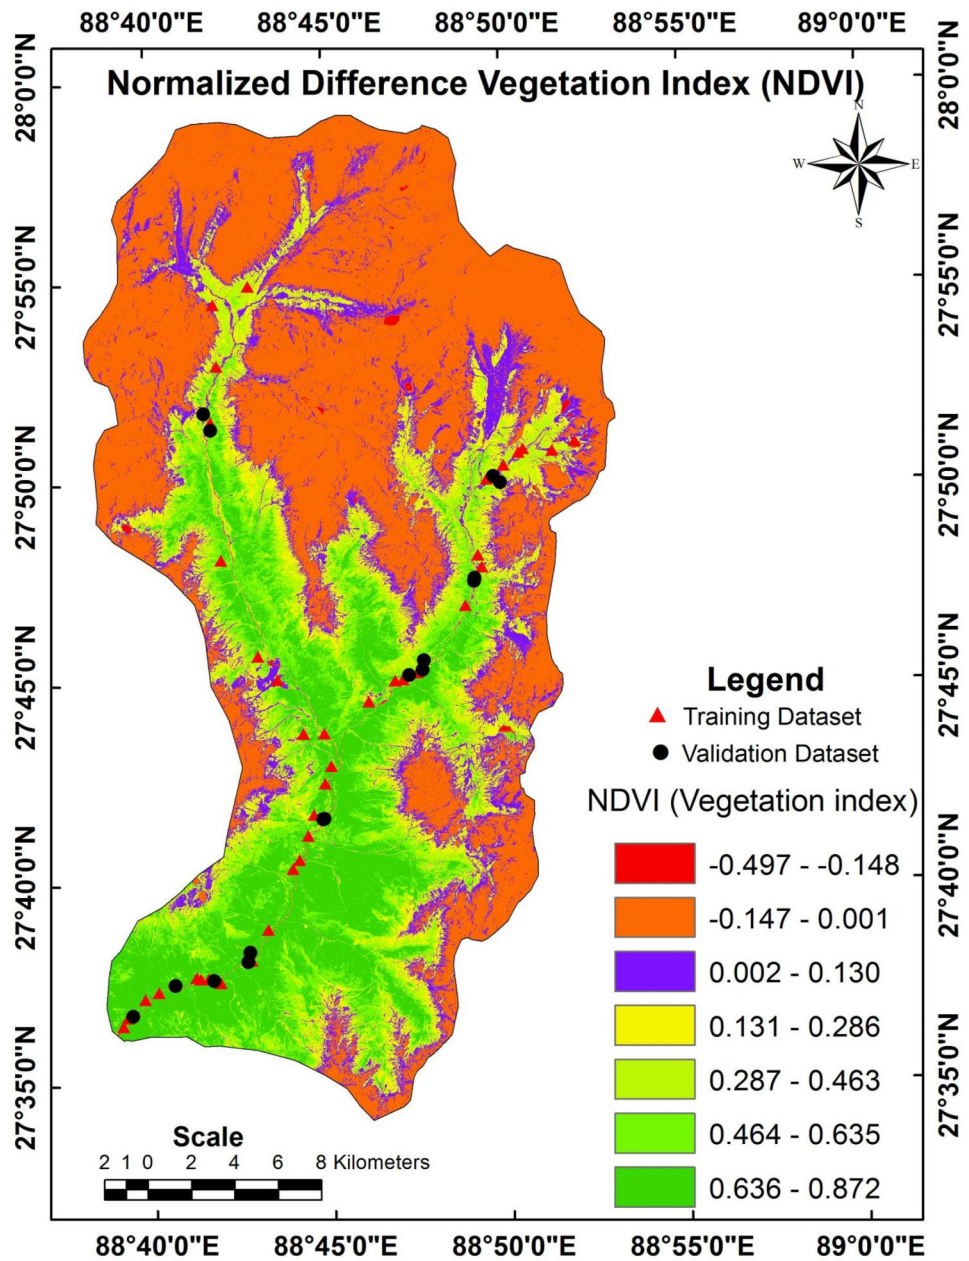 88°40'0"E 88°45'0"E 88°50'0"E 88°55'0"E 89°0'0"E
Normalized Difference Vegetation Index (NDVI)
N
W E
S
28°0'0"N
27°55'0"N
27°50'0"N
27°45'0"N
27°40'0"N
27°35'0"N
28°0'0"N
27°55'0"N
27°50'0"N
27°45'0"N
27°40'0"N
27°35'0"N
Legend
Training Dataset
Validation Dataset
NDVI (Vegetation index)
-0.497 - -0.148
-0.147 - 0.001
0.002 - 0.130
0.131 - 0.286
0.287 - 0.463
0.464 - 0.635
0.636 - 0.872
Scale
2 1 0 2 4 6 8 Kilometers
88°40'0"E 88°45'0"E 88°50'0"E 88°55'0"E 89°0'0"E